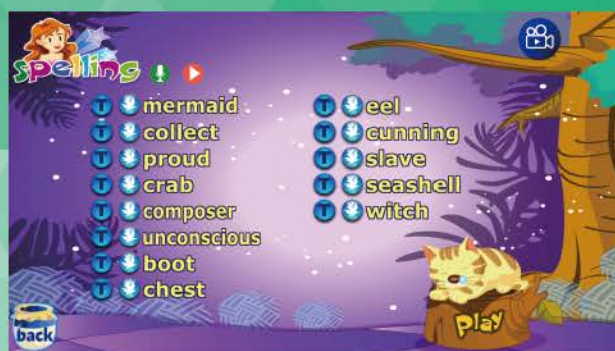 spelling
T mermaid
T collect
T proud
T crab
T composer
T unconscious
T boot
T chest
T eel
T cunning
T slave
T seashell
T witch
Play
back